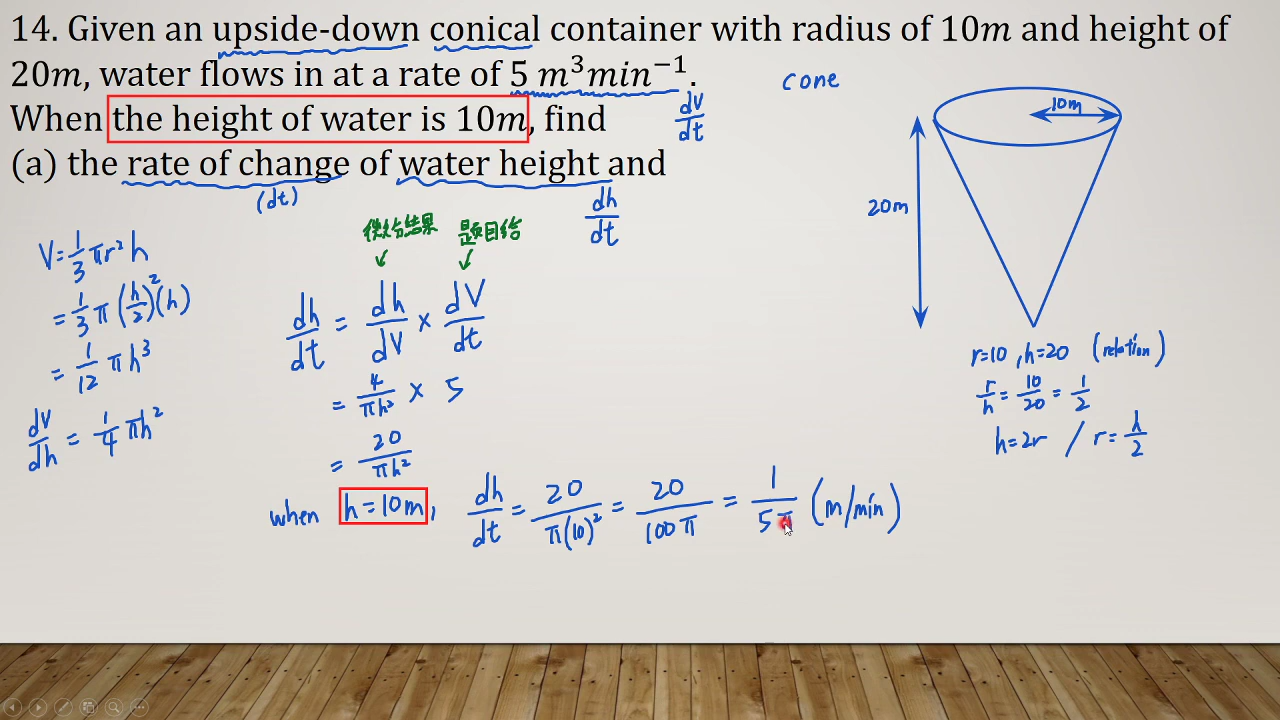 14. Given an upside-down conical container with radius of 10m and height of
20m, water flows in at a rate of 5 m³min⁻¹.
When the height of water is 10m, find
(a) the rate of change of water height and
dV/dt
(dt)
dh/dt
cone
10m
20m
r=10, h=20 (relation)
r/h = 10/20 = 1/2
h=2r / r=h/2
V=1/3 πr² h
= 1/3 π (h/2)² (h)
= 1/12 πh³
dV/dh = 1/4 πh²
微分結果 題目給
dh/dt = dh/dV × dV/dt
= 4/πh² × 5
= 20/πh²
when h=10m, dh/dt = 20/π(10)² = 20/100π = 1/5π (m/min)